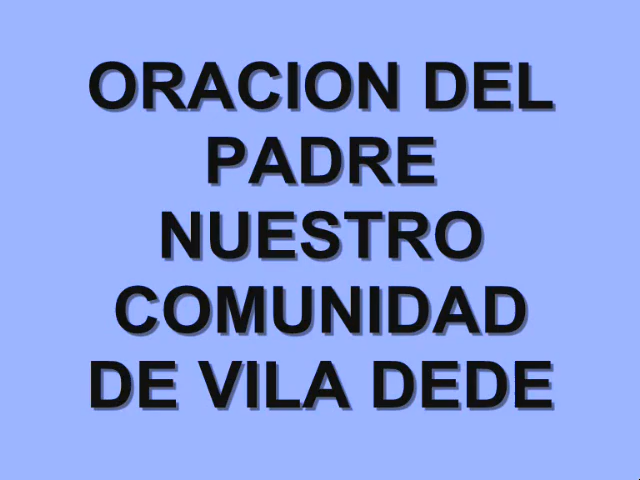 ORACION DEL
PADRE
NUESTRO
COMUNIDAD
DE VILA DEDE